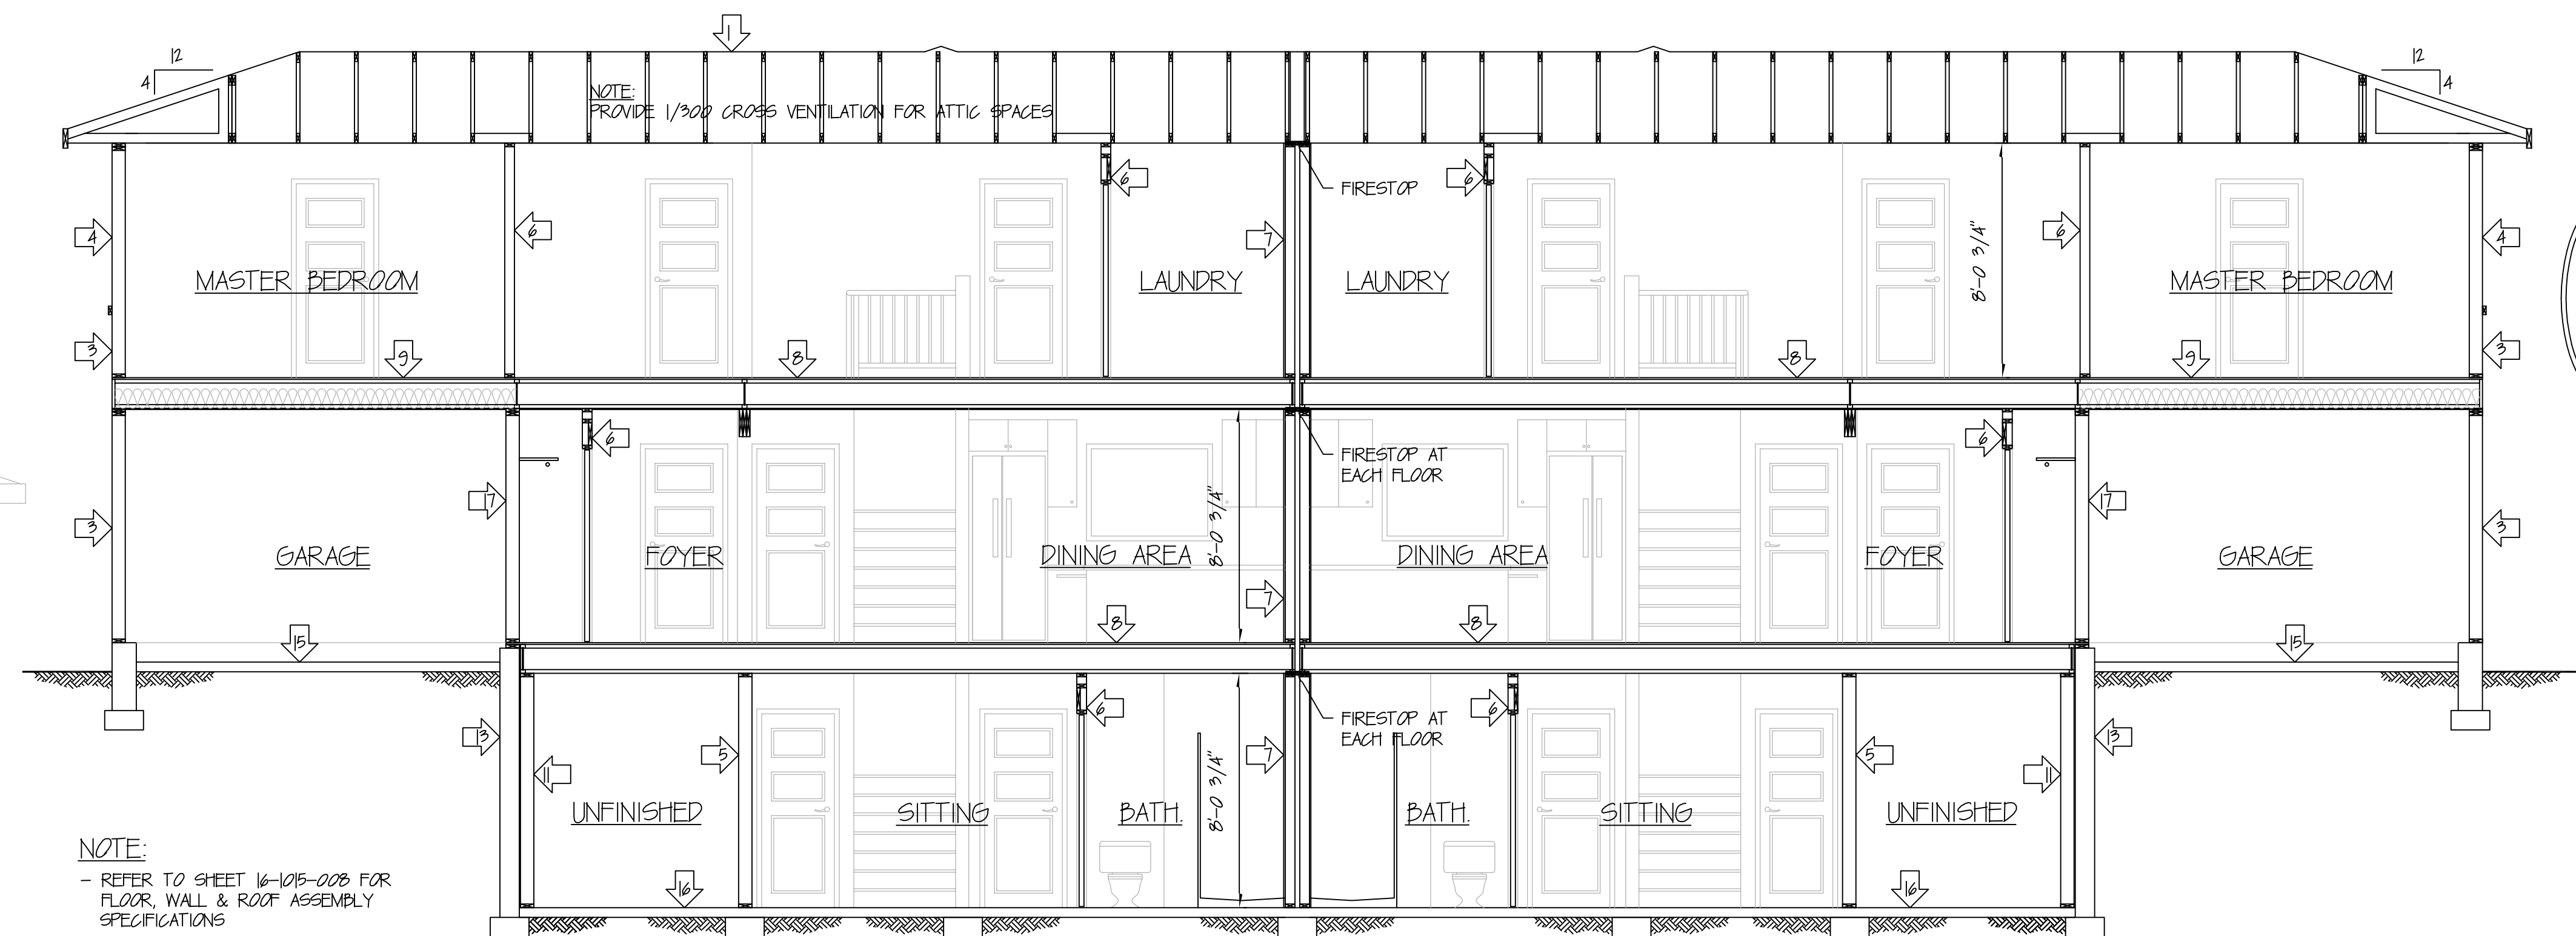 1
12
12
4
4
NOTE:
PROVIDE 1/300 CROSS VENTILATION FOR ATTIC SPACES
6
6
FIRESTOP
4
6
7
8'-0 3/4"
6
4
MASTER BEDROOM
LAUNDRY
LAUNDRY
MASTER BEDROOM
3
9
8
8
9
3
6
FIRESTOP AT
EACH FLOOR
6
3
17
8'-0 3/4"
17
3
GARAGE
FOYER
DINING AREA
DINING AREA
FOYER
GARAGE
7
15
8
8
15
13
6
6
FIRESTOP AT
EACH FLOOR
13
11
5
7
5
11
UNFINISHED
SITTING
BATH.
8'-0 3/4"
BATH.
SITTING
UNFINISHED
16
16
NOTE:
- REFER TO SHEET 16-1015-008 FOR
FLOOR, WALL & ROOF ASSEMBLY
SPECIFICATIONS